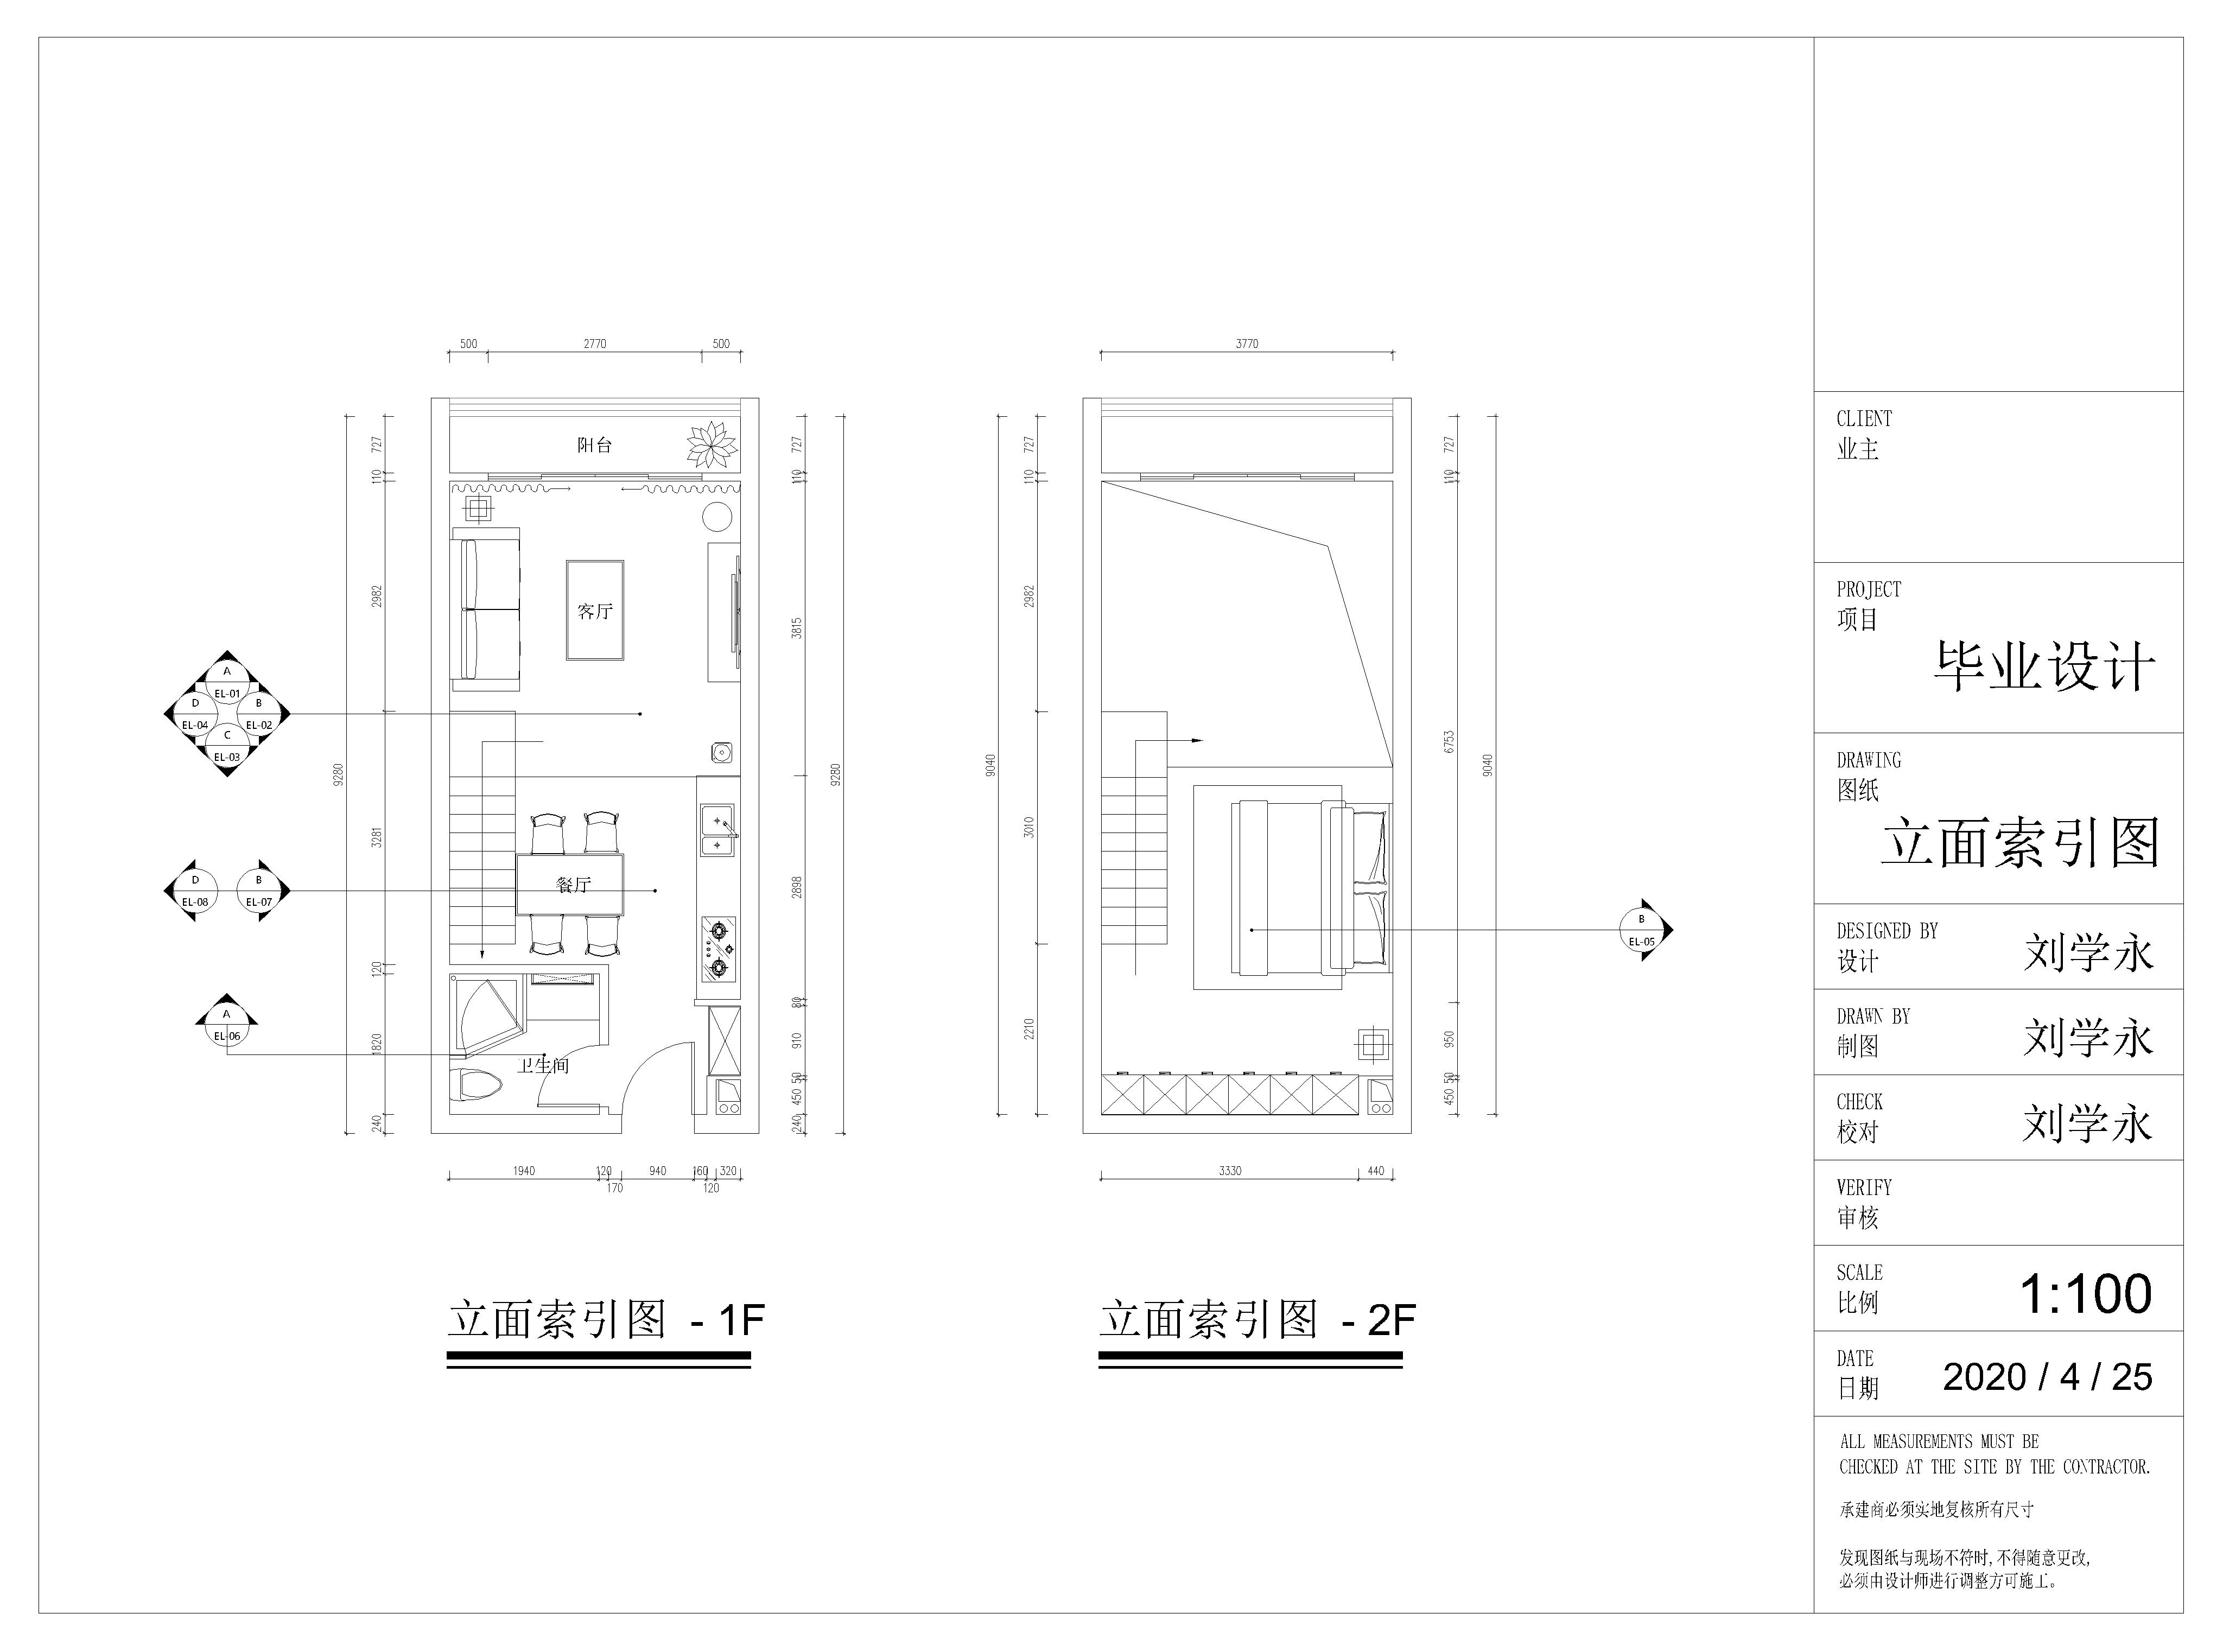 500 2770 500
3770
阳台
727
110
2982
3281
120
1820
240
9280
727
110
3815
2898
80
910
50
450
240
9280
客厅
餐厅
卫生间
A
EL-01
D
EL-04
B
EL-02
C
EL-03
D
EL-08
B
EL-07
A
EL-06
1940 120 940 160 320
170 120
9040
727
110
2982
3010
2210
727
110
6753
950
50
450
9040
B
EL-05
3330 440
立面索引图 - 1F
立面索引图 - 2F
CLIENT
业主
PROJECT
项目
毕业设计
DRAWING
图纸
立面索引图
DESIGNED BY
设计
刘学永
DRAWN BY
制图
刘学永
CHECK
校对
刘学永
VERIFY
审核
SCALE
比例
1:100
DATE
日期
2020 / 4 / 25
ALL MEASUREMENTS MUST BE
CHECKED AT THE SITE BY THE CONTRACTOR.
承建商必须实地复核所有尺寸
发现图纸与现场不符时,不得随意更改,
必须由设计师进行调整方可施工。